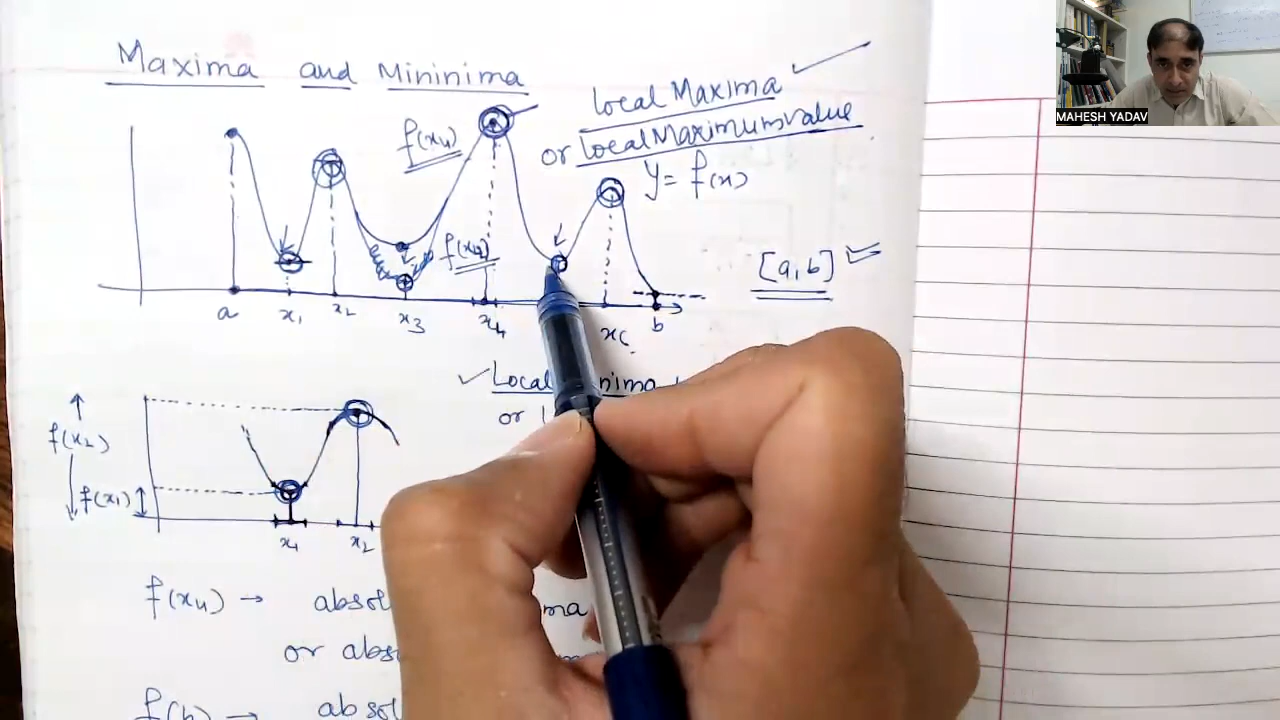 Maxima and Mininima
local Maxima
or local Maximum value
y = f(x)
f(x4)
[a, b]
a x1 x2 x3 x4 x6 b
Local
or
f(x2)
f(x1)
x1 x2
f(x4) → absol ma
or abs
f(b) → absol
MAHESH YADAV